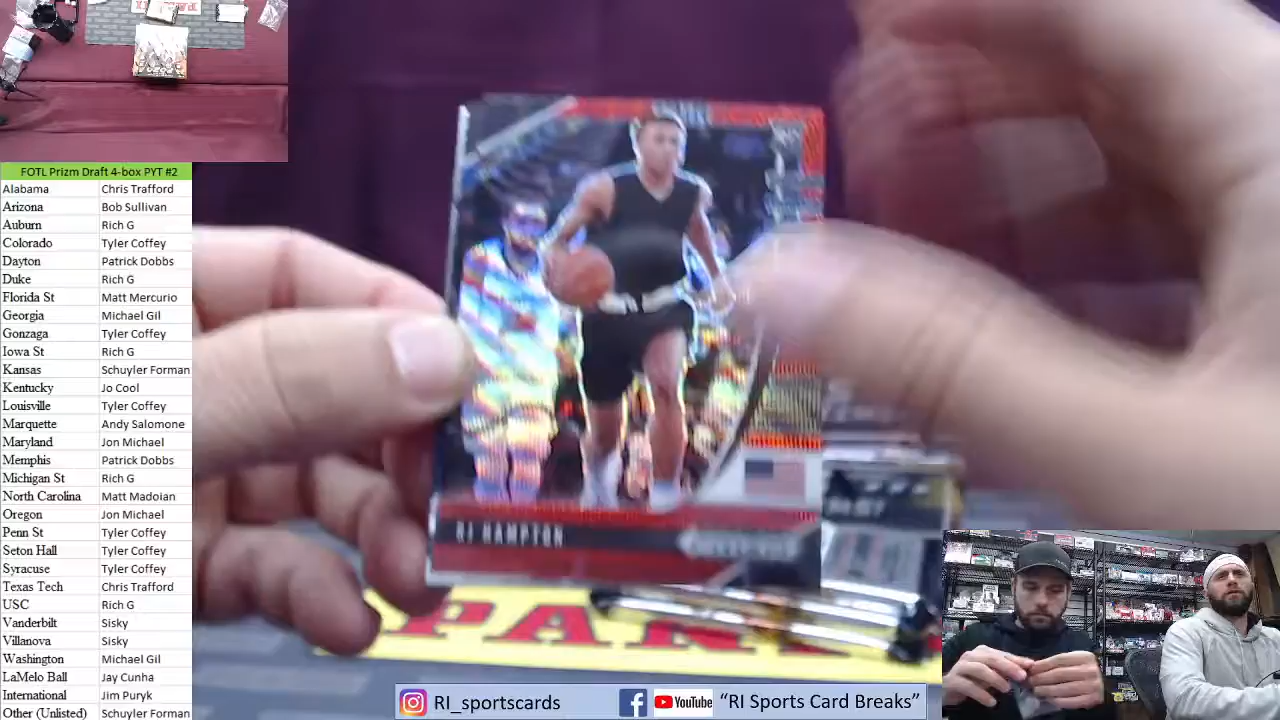 FOTL Prizm Draft 4-box PYT #2
Alabama Chris Trafford
Arizona Bob Sullivan
Auburn Rich G
Colorado Tyler Coffey
Dayton Patrick Dobbs
Duke Rich G
Florida St Matt Mercurio
Georgia Michael Gil
Gonzaga Tyler Coffey
Iowa St Rich G
Kansas Schuyler Forman
Kentucky Jo Cool
Louisville Tyler Coffey
Marquette Andy Salomone
Maryland Jon Michael
Memphis Patrick Dobbs
Michigan St Rich G
North Carolina Matt Madoian
Oregon Jon Michael
Penn St Tyler Coffey
Seton Hall Tyler Coffey
Syracuse Tyler Coffey
Texas Tech Chris Trafford
USC Rich G
Vanderbilt Sisky
Villanova Sisky
Washington Michael Gil
LaMelo Ball Jay Cunha
International Jim Puryk
Other (Unlisted) Schuyler Forman
RJ HAMPTON
PANI
RI_sportscards
YouTube "RI Sports Card Breaks"